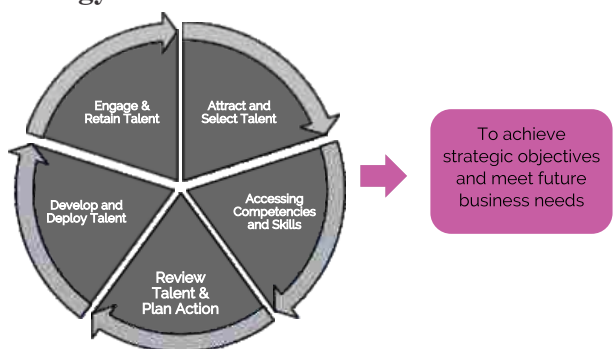 Engage &
Retain Talent
Attract and
Select Talent
Accessing
Competencies
and Skills
Review
Talent &
Plan Action
Develop and
Deploy Talent
To achieve
strategic objectives
and meet future
business needs